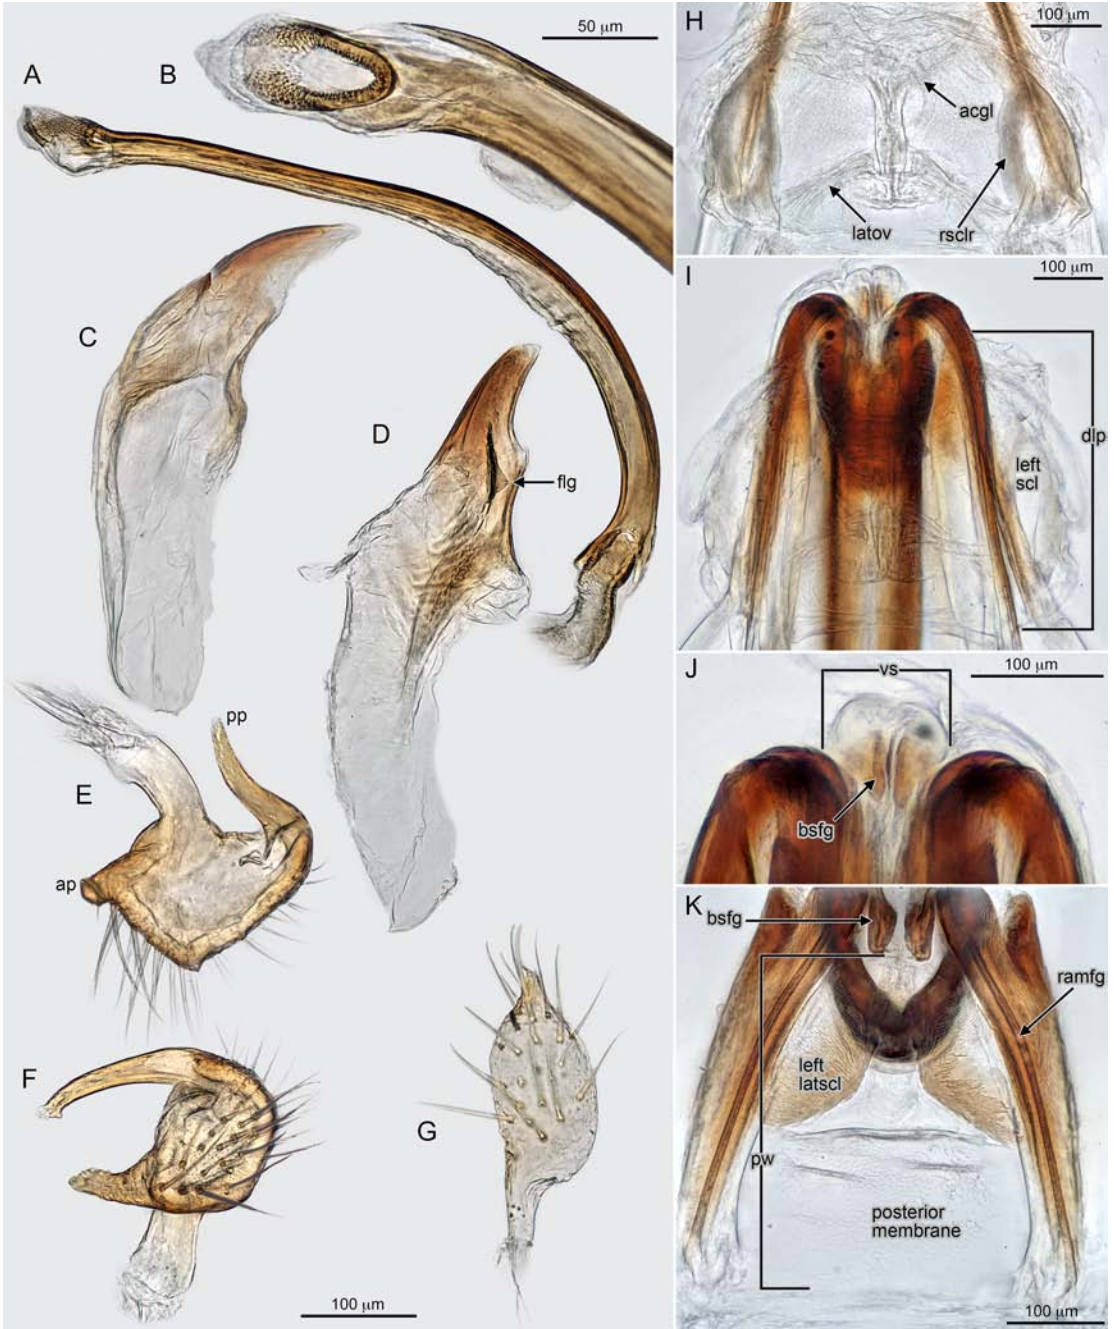 A
B
50 µm
C
D
flg
E
pp
ap
F
G
100 µm
H
100 µm
acgl
latov
rsclr
I
100 µm
dlp
left
scl
J
vs
100 µm
bsfg
K
bsfg
ramfg
left
latscl
pw
posterior
membrane
100 µm